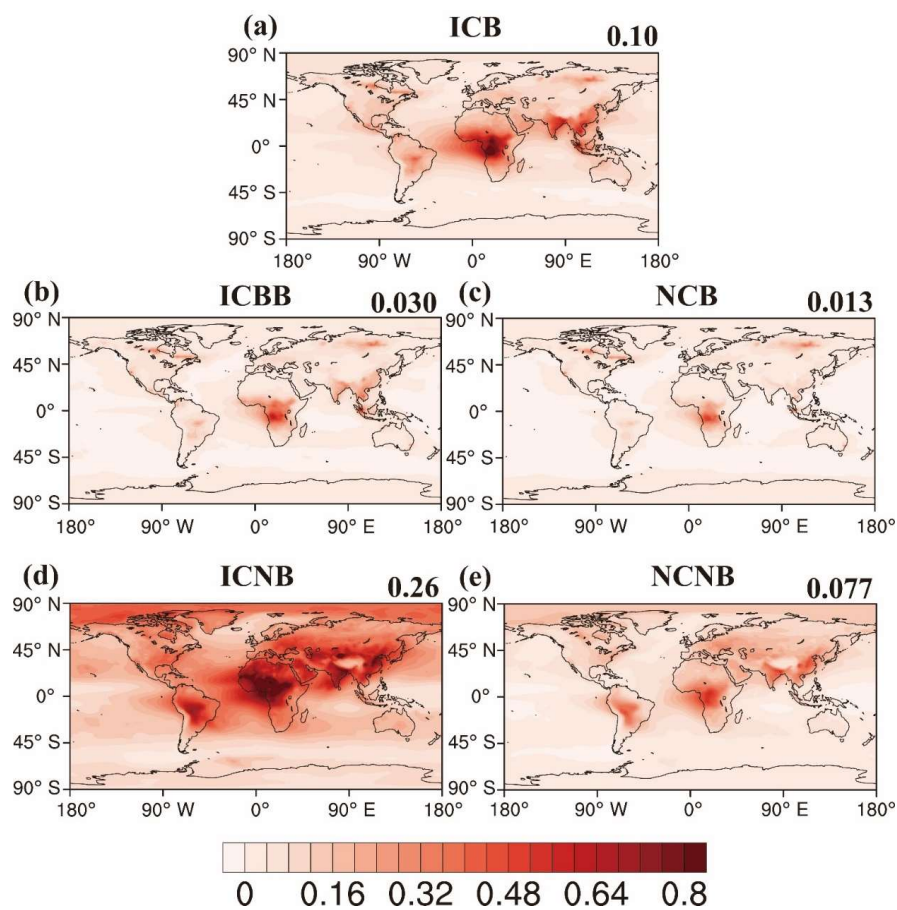 (a) ICB 0.10
90° N
45° N
0°
45° S
90° S
180° 90° W 0° 90° E 180°
(b) ICBB 0.030
90° N
45° N
0°
45° S
90° S
180° 90° W 0° 90° E 180°
(c) NCB 0.013
90° N
45° N
0°
45° S
90° S
180° 90° W 0° 90° E 180°
(d) ICNB 0.26
90° N
45° N
0°
45° S
90° S
180° 90° W 0° 90° E 180°
(e) NCNB 0.077
90° N
45° N
0°
45° S
90° S
180° 90° W 0° 90° E 180°
0 0.16 0.32 0.48 0.64 0.8